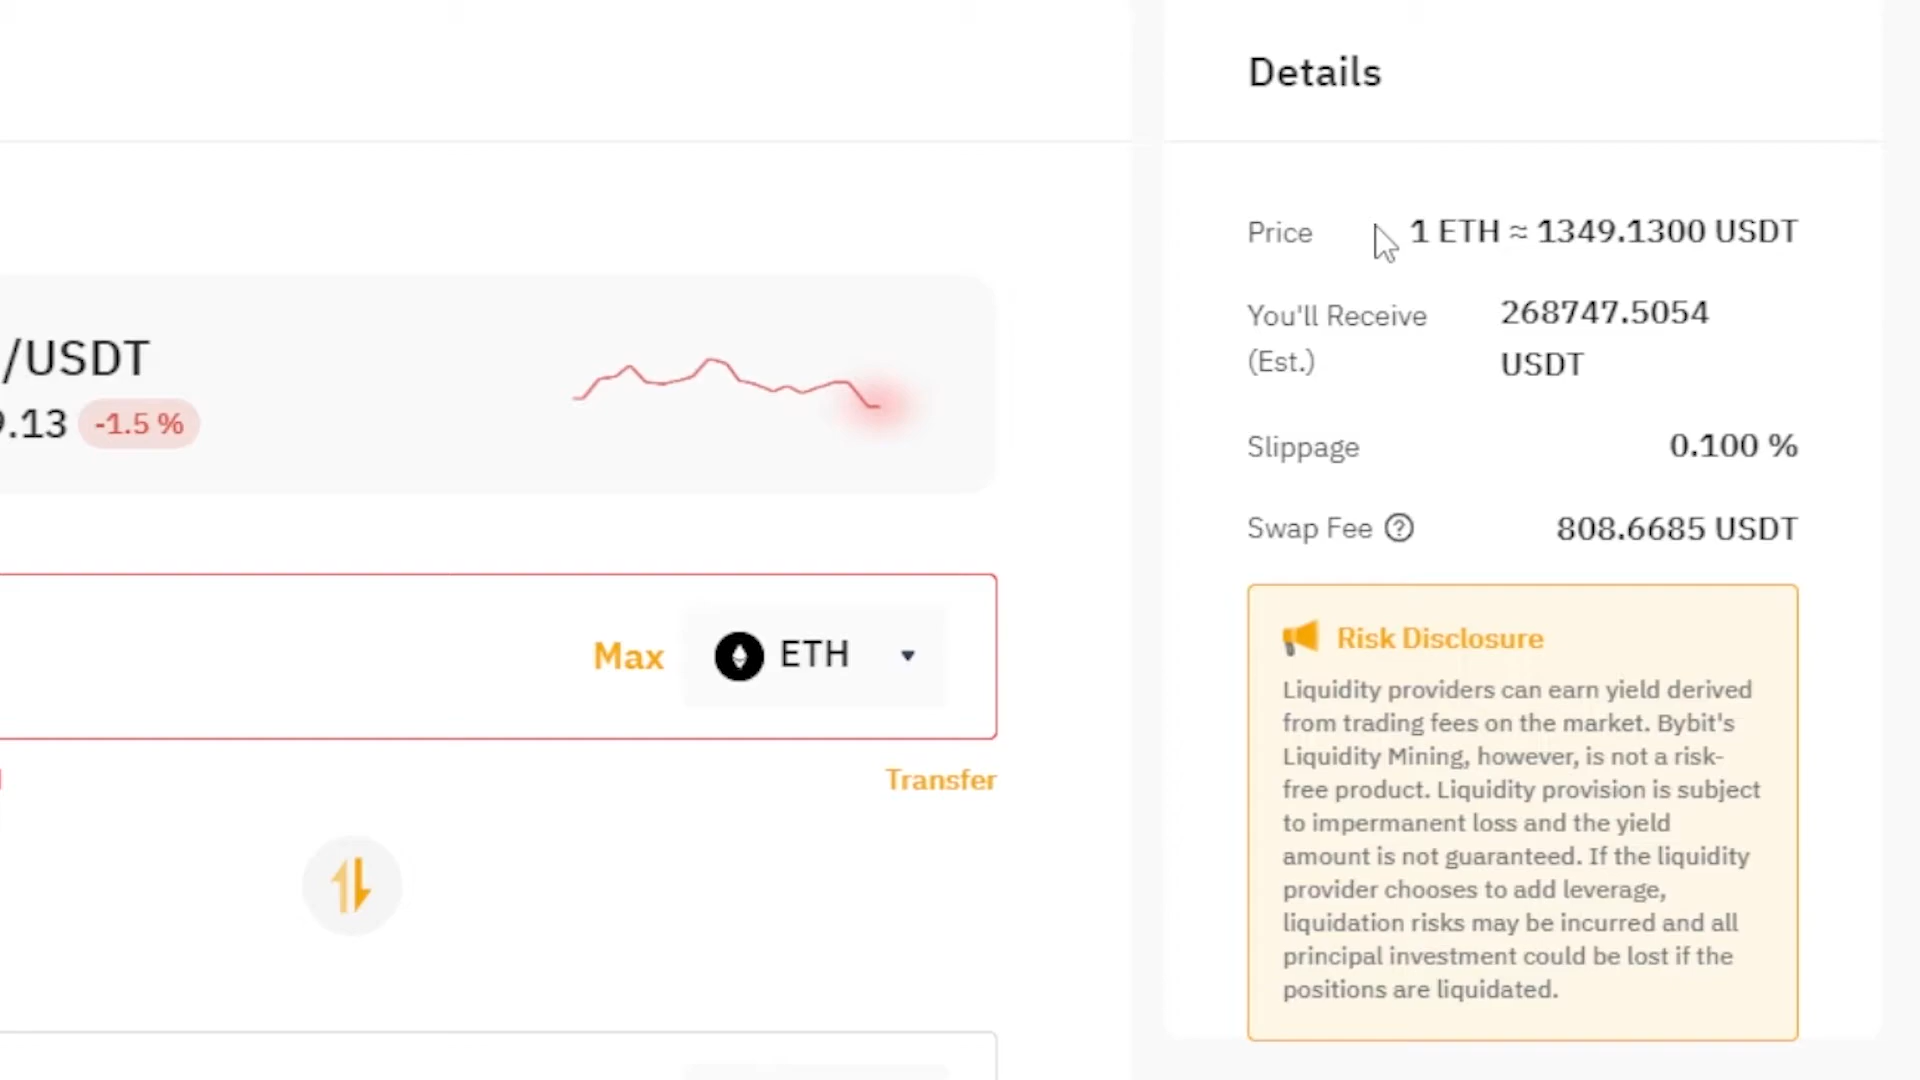 Details
Price 1 ETH ≈ 1349.1300 USDT
You'll Receive 268747.5054
(Est.) USDT
Slippage 0.100 %
Swap Fee ? 808.6685 USDT
/USDT
.13 -1.5 %
Max ETH
Transfer
Risk Disclosure
Liquidity providers can earn yield derived
from trading fees on the market. Bybit's
Liquidity Mining, however, is not a risk-
free product. Liquidity provision is subject
to impermanent loss and the yield
amount is not guaranteed. If the liquidity
provider chooses to add leverage,
liquidation risks may be incurred and all
principal investment could be lost if the
positions are liquidated.